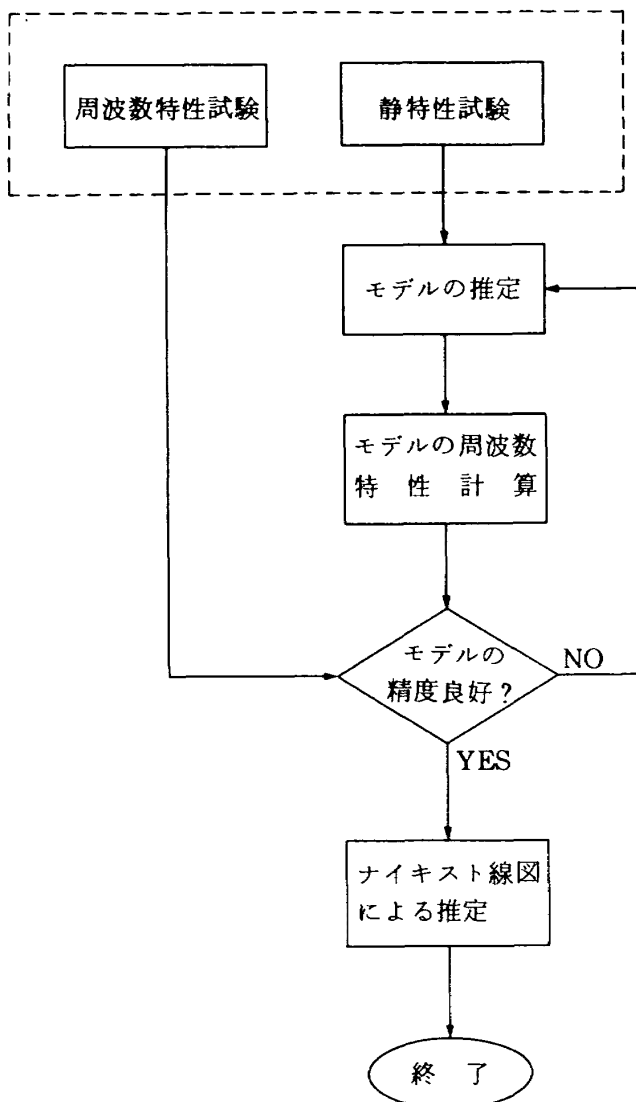 周波数特性試験
静特性試験
モデルの推定
モデルの周波数
特性計算
モデルの
精度良好?
NO
YES
ナイキスト線図
による推定
終了